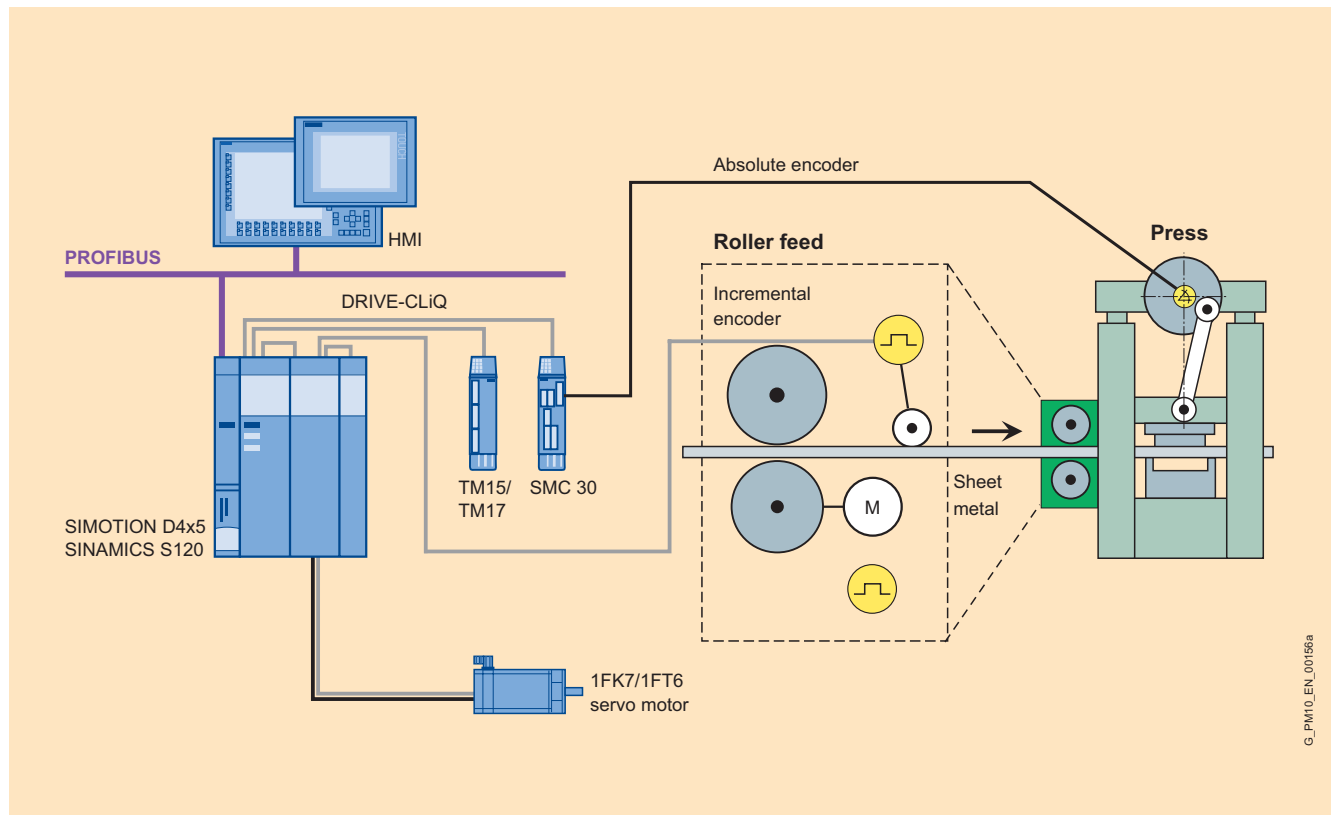 Absolute encoder
HMI
Roller feed
Press
PROFIBUS
DRIVE-CLiQ
Incremental
encoder
TM15/
TM17
SMC 30
Sheet
metal
M
SIMOTION D4x5
SINAMICS S120
1FK7/1FT6
servo motor
G_PM10_EN_00156a